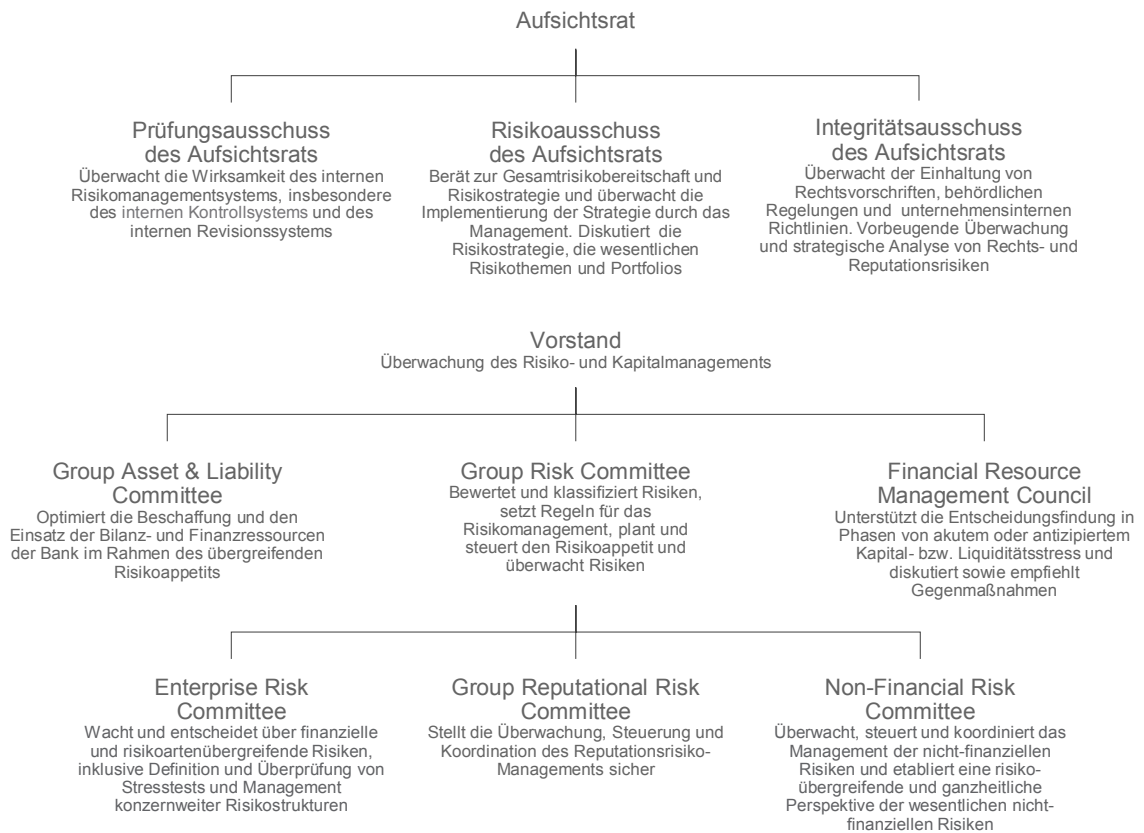 Aufsichtsrat
Prüfungsausschuss
des Aufsichtsrats
Überwacht die Wirksamkeit des internen
Risikomanagementsystems, insbesondere
des internen Kontrollsystems und des
internen Revisionssystems
Risikoausschuss
des Aufsichtsrats
Berät zur Gesamtrisikobereitschaft und
Risikostrategie und überwacht die
Implementierung der Strategie durch das
Management. Diskutiert die
Risikostrategie, die wesentlichen
Risikothemen und Portfolios
Integritätsausschuss
des Aufsichtsrats
Überwacht der Einhaltung von
Rechtsvorschriften, behördlichen
Regelungen und unternehmensinternen
Richtlinien. Vorbeugende Überwachung
und strategische Analyse von Rechts- und
Reputationsrisiken
Vorstand
Überwachung des Risiko- und Kapitalmanagements
Group Asset & Liability
Committee
Optimiert die Beschaffung und den
Einsatz der Bilanz- und Finanzressourcen
der Bank im Rahmen des übergreifenden
Risikoappetits
Group Risk Committee
Bewertet und klassifiziert Risiken,
setzt Regeln für das
Risikomanagement, plant und
steuert den Risikoappetit und
überwacht Risiken
Financial Resource
Management Council
Unterstützt die Entscheidungsfindung in
Phasen von akutem oder antizipiertem
Kapital- bzw. Liquiditätsstress und
diskutiert sowie empfiehlt
Gegenmaßnahmen
Enterprise Risk
Committee
Wacht und entscheidet über finanzielle
und risikoartenübergreifende Risiken,
inklusive Definition und Überprüfung von
Stresstests und Management
konzernweiter Risikostrukturen
Group Reputational Risk
Committee
Stellt die Überwachung, Steuerung und
Koordination des Reputationsrisiko-
Managements sicher
Non-Financial Risk
Committee
Überwacht, steuert und koordiniert das
Management der nicht-finanziellen
Risiken und etabliert eine risiko-
übergreifende und ganzheitliche
Perspektive der wesentlichen nicht-
finanziellen Risiken